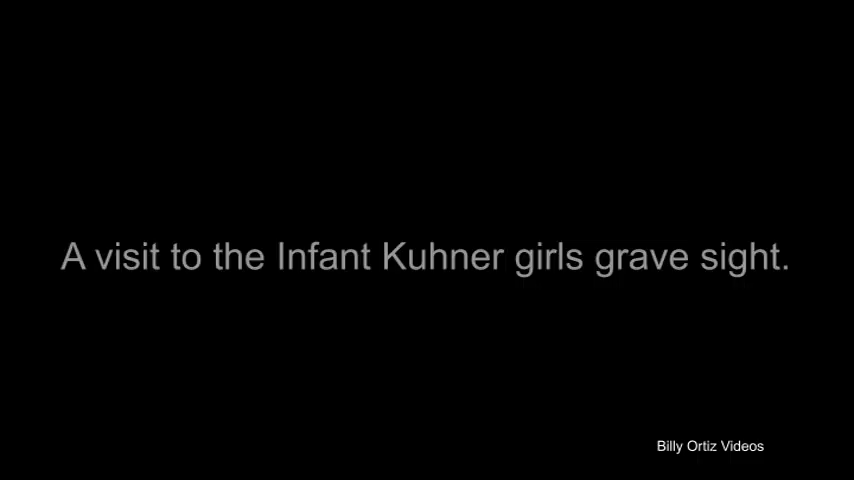 A visit to the Infant Kuhner girls grave sight.
Billy Ortiz Videos